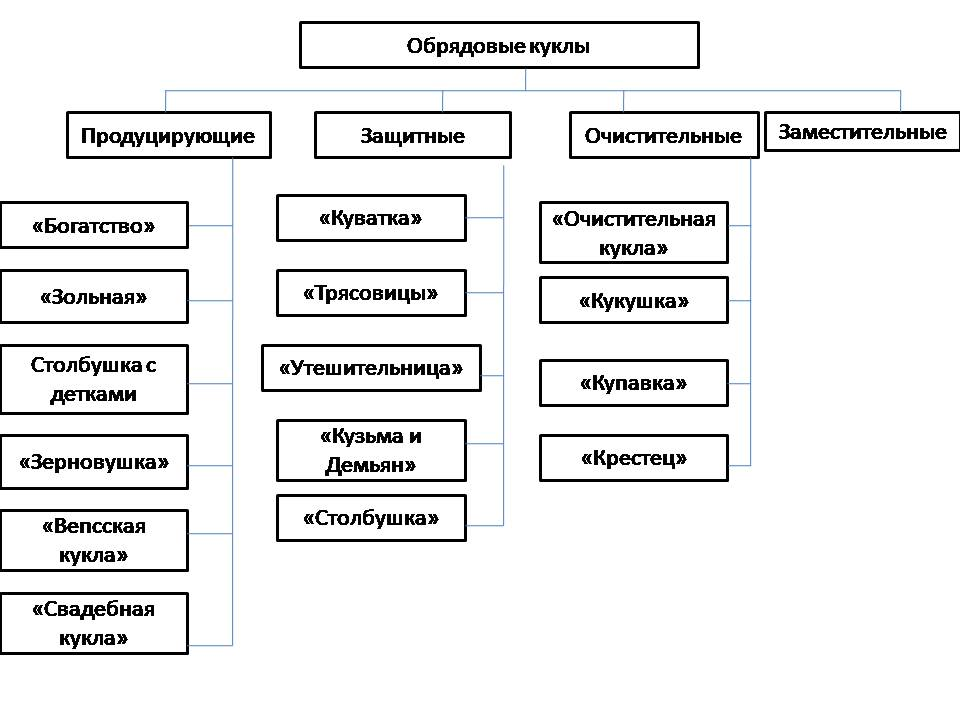 Обрядовые куклы
Продуцирующие
Защитные
Очистительные
Заместительные
«Богатство»
«Зольная»
Столбушка с
детками
«Зерновушка»
«Вепсская
кукла»
«Свадебная
кукла»
«Куватка»
«Трясовицы»
«Утешительница»
«Кузьма и
Демьян»
«Столбушка»
«Очистительная
кукла»
«Кукушка»
«Купавка»
«Крестец»